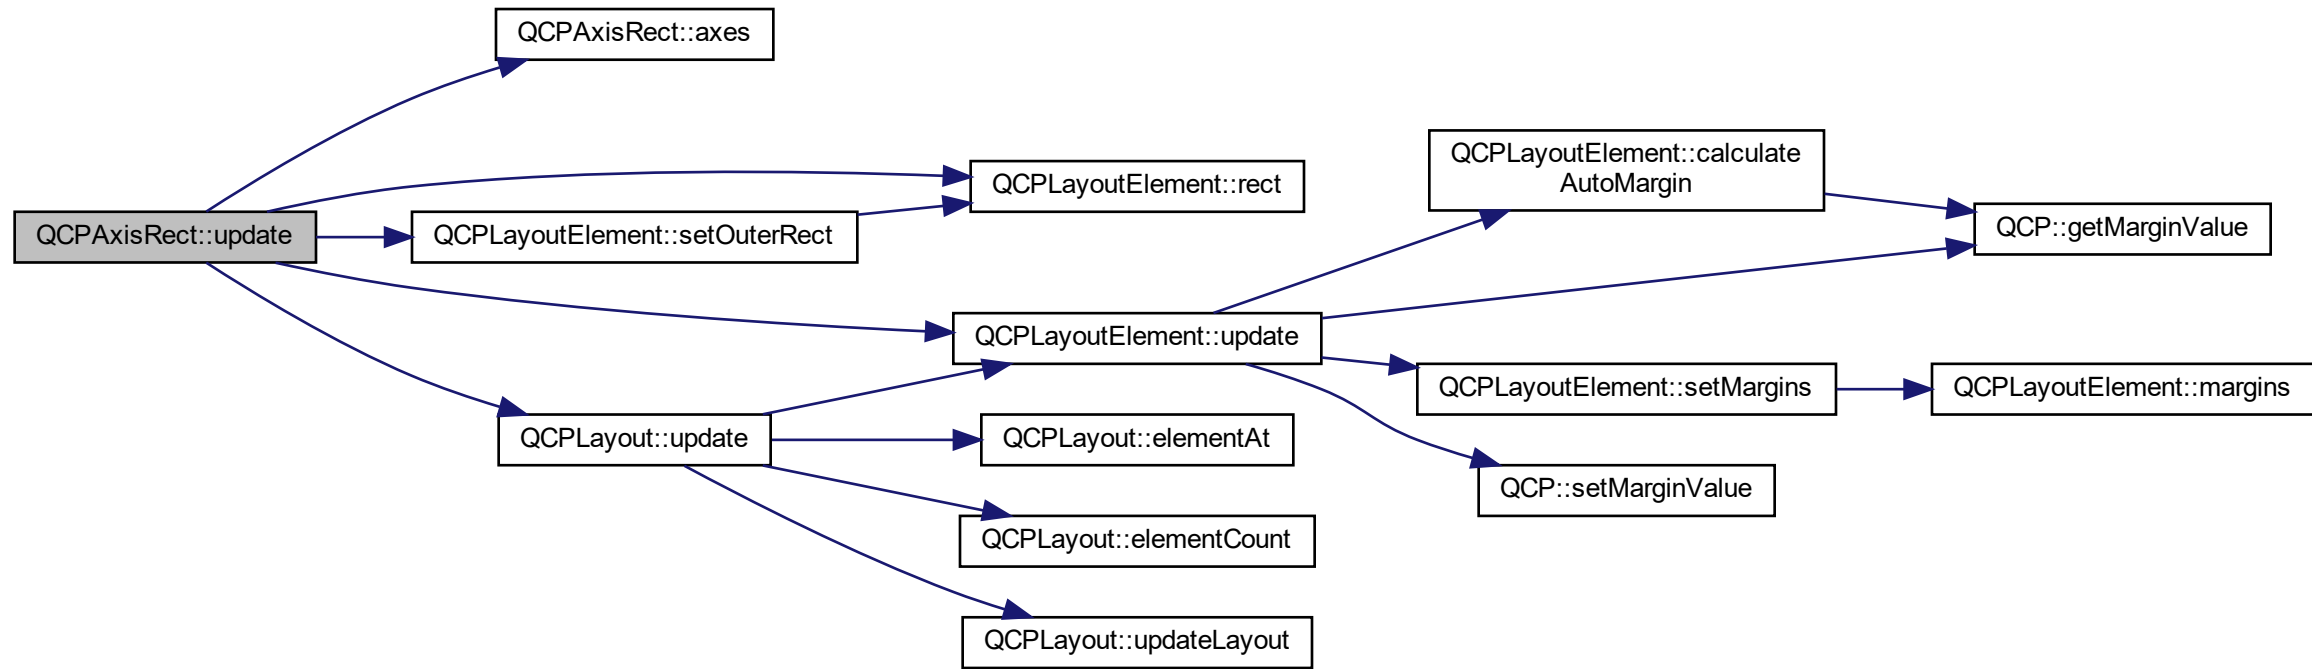 QCPAxisRect::axes
QCPLayoutElement::calculate
AutoMargin
QCPLayoutElement::rect
QCP::getMarginValue
QCPAxisRect::update
QCPLayoutElement::setOuterRect
QCPLayoutElement::update
QCPLayoutElement::setMargins
QCPLayoutElement::margins
QCPLayout::update
QCPLayout::elementAt
QCP::setMarginValue
QCPLayout::elementCount
QCPLayout::updateLayout